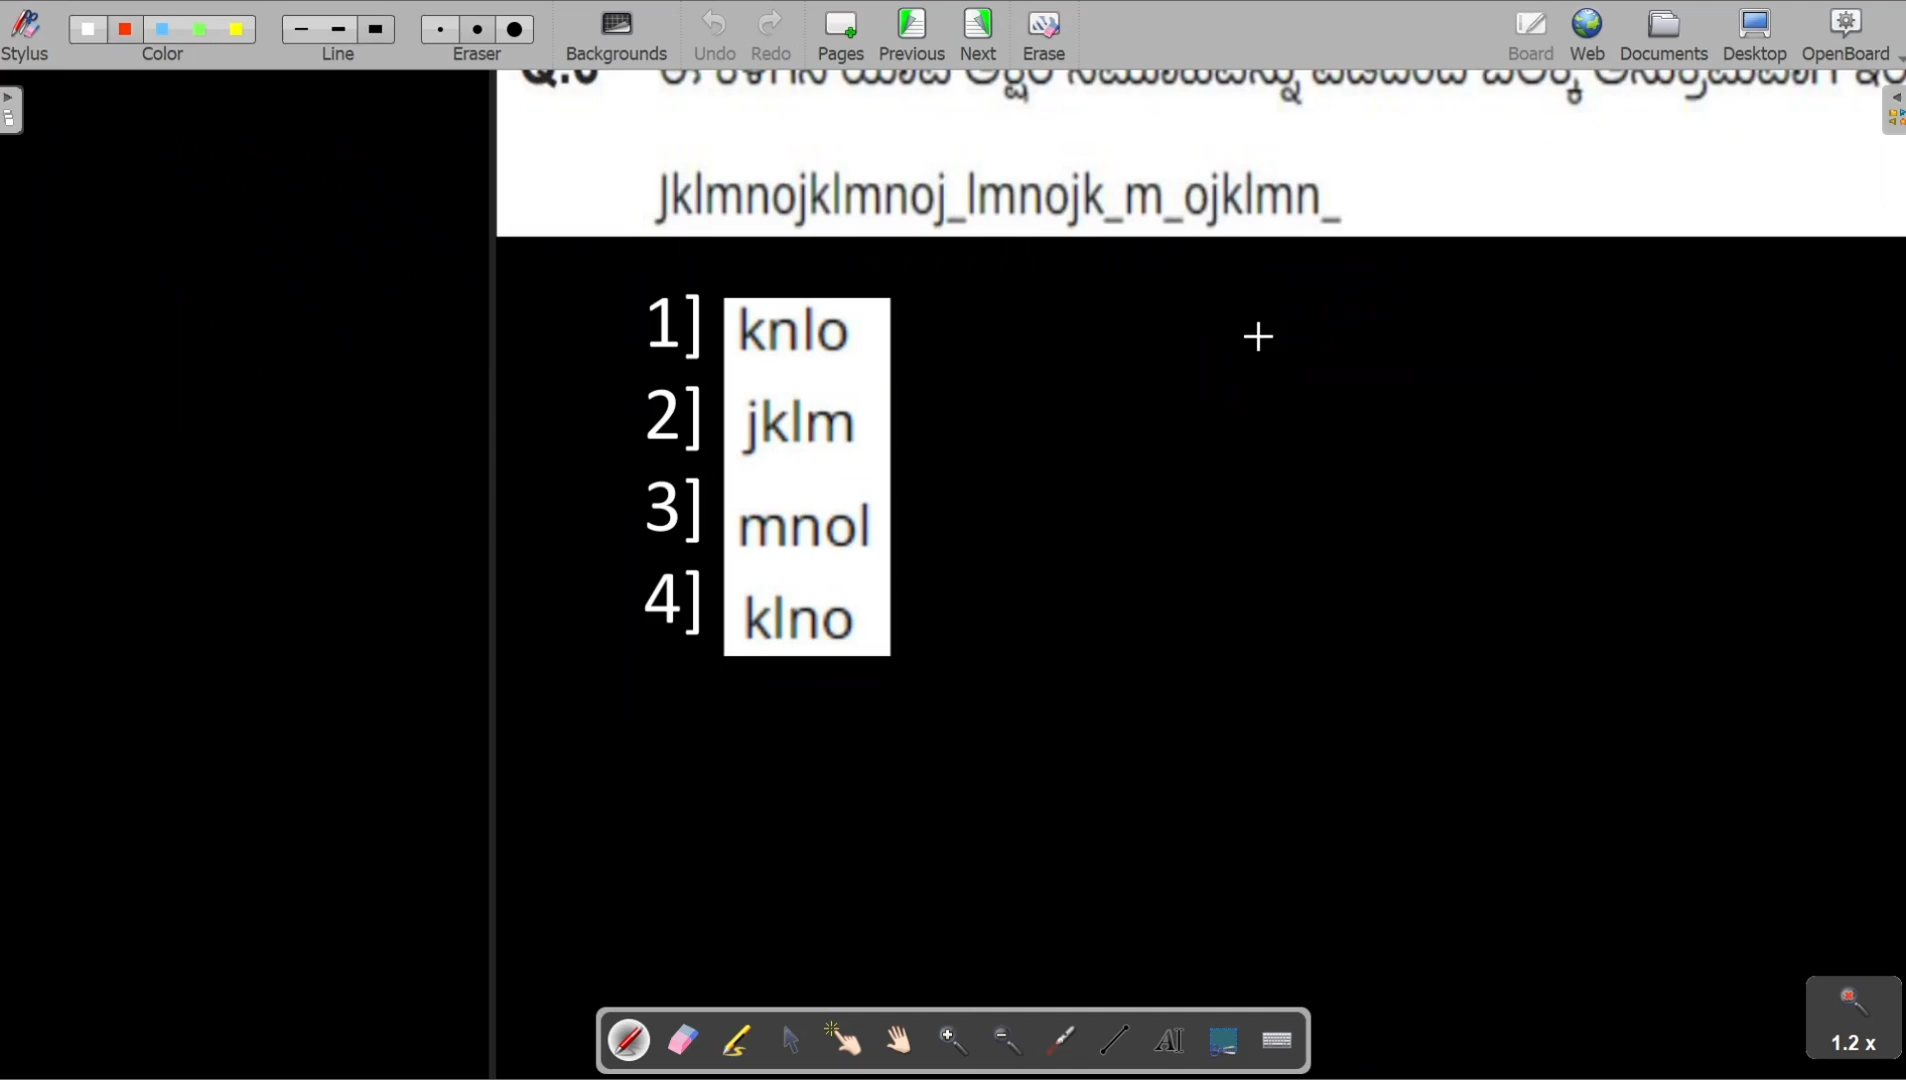 Stylus
Color
Line
Eraser
Backgrounds
Undo
Redo
Pages
Previous
Next
Erase
Board
Web
Documents
Desktop
OpenBoard
Jklmnojklmnoj_lmnojk_m_ojklmn_
1] knlo
2] jklm
3] mnol
4] klno
AI
1.2 x